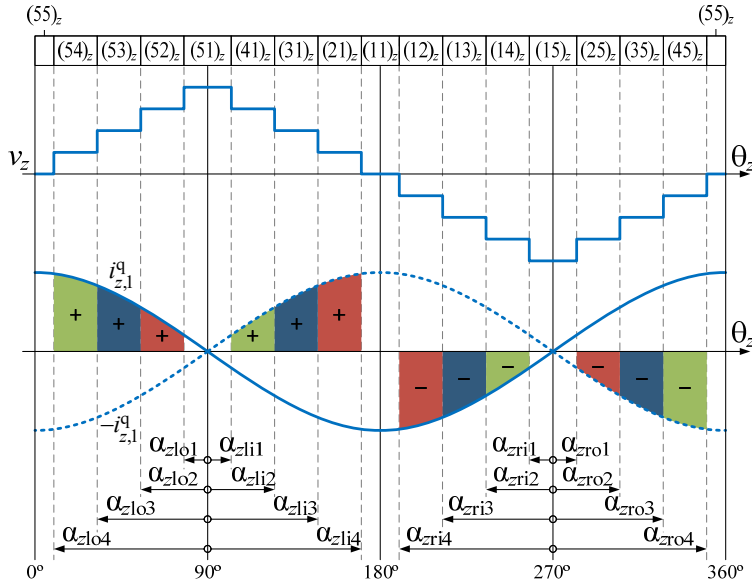 (55)z (55)z
(54)z (53)z (52)z (51)z (41)z (31)z (21)z (11)z (12)z (13)z (14)z (15)z (25)z (35)z (45)z
vz θz
i^q_z,1
+ + + + + +
θz
− − − − − −
−i^q_z,1
αzlo1 αzli1 αzri1 αzro1
αzlo2 αzli2 αzri2 αzro2
αzlo3 αzli3 αzri3 αzro3
αzlo4 αzli4 αzri4 αzro4
0º 90º 180º 270º 360º